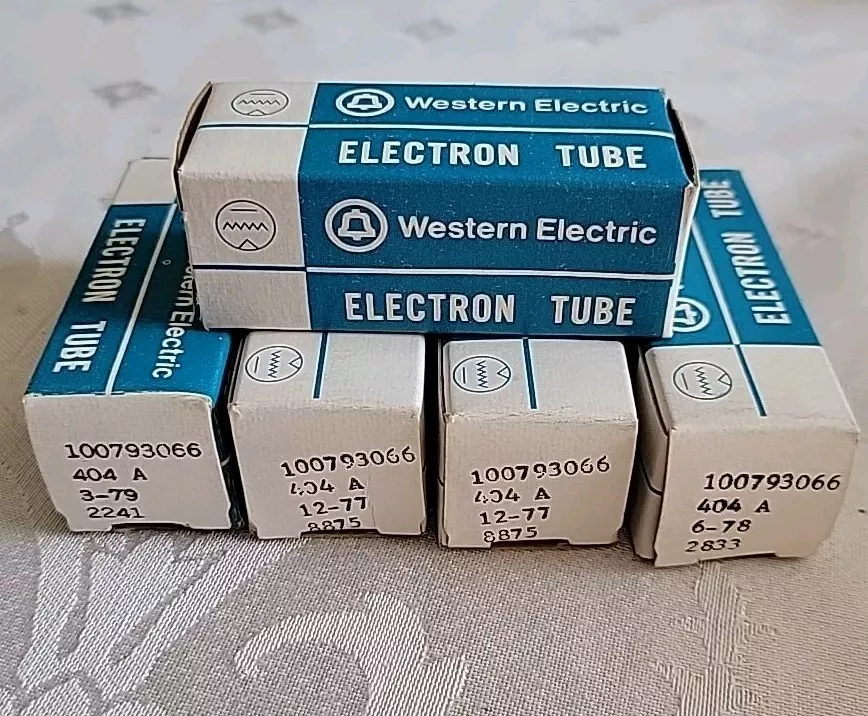 Western Electric
ELECTRON TUBE
Western Electric
ELECTRON TUBE
ELECTRON TUBE
Electric
ELECTRON TUBE
100793066
404 A
3-79
2241
100793066
404 A
12-77
8875
100793066
404 A
12-77
8875
100793066
404 A
6-78
2833